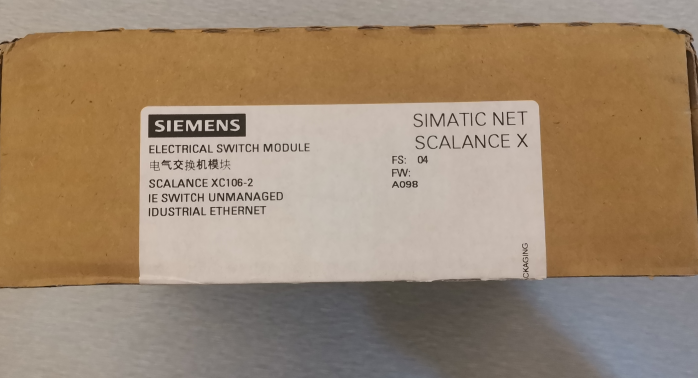 SIEMENS
ELECTRICAL SWITCH MODULE
电气交换机模块
SCALANCE XC106-2
IE SWITCH UNMANAGED
IDUSTRIAL ETHERNET
SIMATIC NET
SCALANCE X
FS: 04
FW:
A098
CKAGING